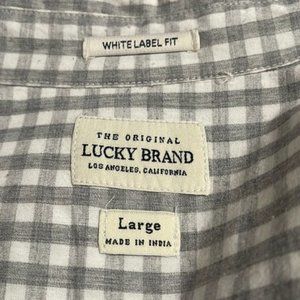 WHITE LABEL FIT
THE ORIGINAL
LUCKY BRAND
LOS ANGELES, CALIFORNIA
Large
MADE IN INDIA